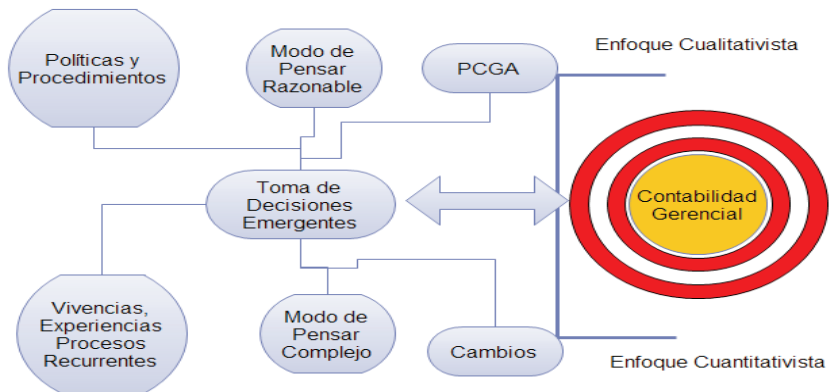 Políticas y
Procedimientos
Modo de
Pensar
Razonable
PCGA
Enfoque Cualitativista
Toma de
Decisiones
Emergentes
Contabilidad
Gerencial
Vivencias,
Experiencias
Procesos
Recurrentes
Modo de
Pensar
Complejo
Cambios
Enfoque Cuantitativista